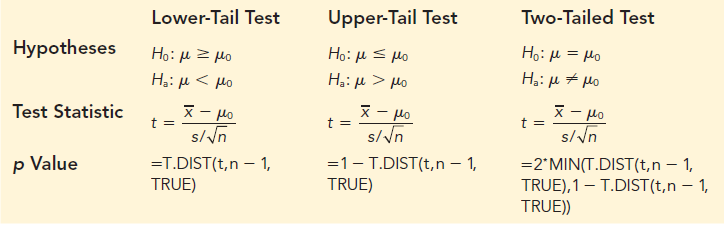 Lower-Tail Test Upper-Tail Test Two-Tailed Test
Hypotheses H₀: μ ≥ μ₀ H₀: μ ≤ μ₀ H₀: μ = μ₀
Hₐ: μ < μ₀ Hₐ: μ > μ₀ Hₐ: μ ≠ μ₀
Test Statistic t = (x̅ − μ₀)/(s/√n) t = (x̅ − μ₀)/(s/√n) t = (x̅ − μ₀)/(s/√n)
p Value =T.DIST(t,n − 1, =1 − T.DIST(t,n − 1, =2*MIN(T.DIST(t,n − 1,
TRUE) TRUE) TRUE),1 − T.DIST(t,n − 1,
TRUE))